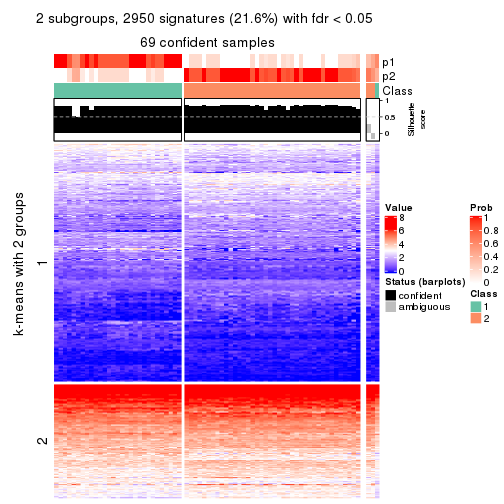 2 subgroups, 2950 signatures (21.6%) with fdr < 0.05
69 confident samples
p1
p2
Class
1
0.5
0
Silhouette
score
k-means with 2 groups
1
2
Value
8
6
4
2
0
Status (barplots)
confident
ambiguous
Prob
1
0.8
0.6
0.4
0.2
0
Class
1
2